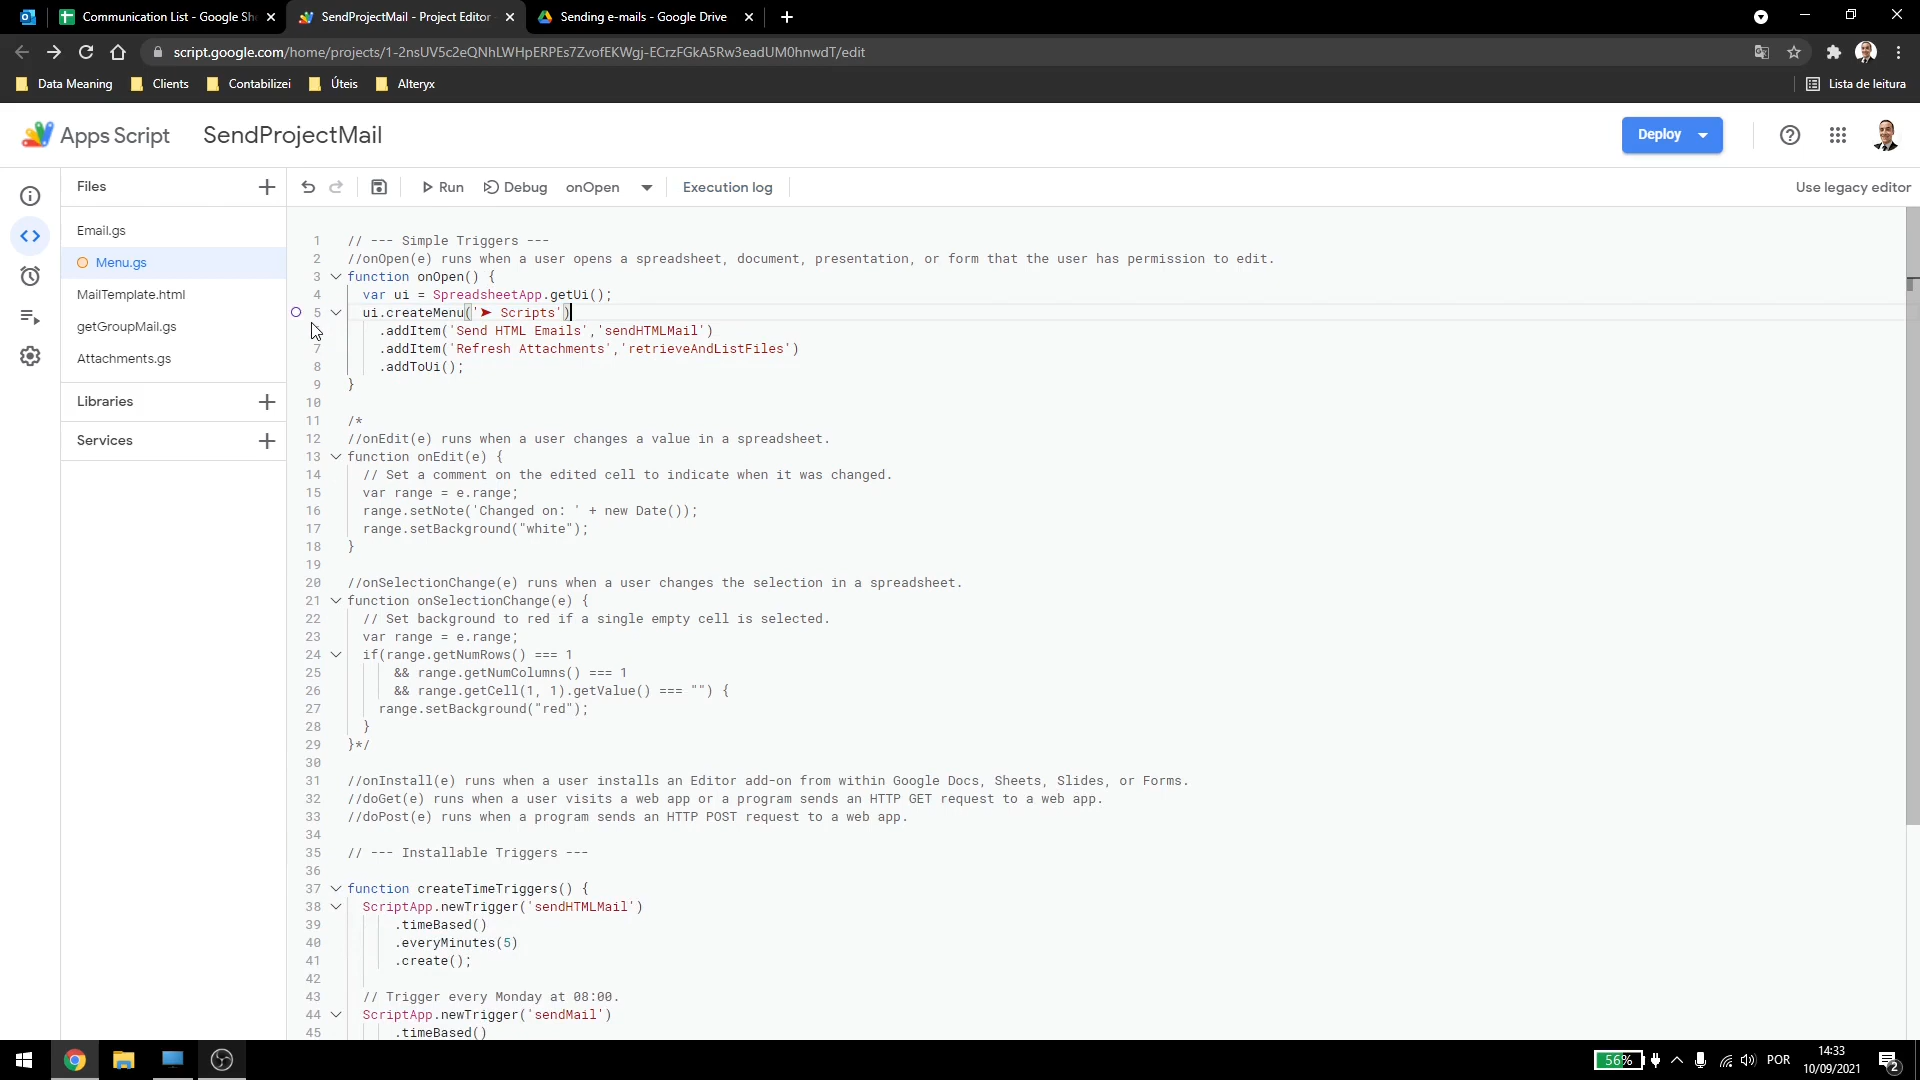 Communication List - Google She
SendProjectMail - Project Editor
Sending e-mails - Google Drive
script.google.com/home/projects/1-2nsUV5c2eQNhLWHpERPEs7ZvofEKWgj-ECrzFGkA5Rw3eadUM0hnwdT/edit
Data Meaning
Clients
Contabilizei
Úteis
Alteryx
Lista de leitura
Apps Script
SendProjectMail
Deploy
Files
Run
Debug
onOpen
Execution log
Use legacy editor
Email.gs
Menu.gs
MailTemplate.html
getGroupMail.gs
Attachments.gs
Libraries
Services
1 // --- Simple Triggers ---
2 //onOpen(e) runs when a user opens a spreadsheet, document, presentation, or form that the user has permission to edit.
3 function onOpen() {
4 var ui = SpreadsheetApp.getUi();
5 ui.createMenu('➤ Scripts')
.addItem('Send HTML Emails','sendHTMLMail')
7 .addItem('Refresh Attachments','retrieveAndListFiles')
8 .addToUi();
9 }
10
11 /*
12 //onEdit(e) runs when a user changes a value in a spreadsheet.
13 function onEdit(e) {
14 // Set a comment on the edited cell to indicate when it was changed.
15 var range = e.range;
16 range.setNote('Changed on: ' + new Date());
17 range.setBackground("white");
18 }
19
20 //onSelectionChange(e) runs when a user changes the selection in a spreadsheet.
21 function onSelectionChange(e) {
22 // Set background to red if a single empty cell is selected.
23 var range = e.range;
24 if(range.getNumRows() === 1
25 && range.getNumColumns() === 1
26 && range.getCell(1, 1).getValue() === "") {
27 range.setBackground("red");
28 }
29 }*/
30
31 //onInstall(e) runs when a user installs an Editor add-on from within Google Docs, Sheets, Slides, or Forms.
32 //doGet(e) runs when a user visits a web app or a program sends an HTTP GET request to a web app.
33 //doPost(e) runs when a program sends an HTTP POST request to a web app.
34
35 // --- Installable Triggers ---
36
37 function createTimeTriggers() {
38 ScriptApp.newTrigger('sendHTMLMail')
39 .timeBased()
40 .everyMinutes(5)
41 .create();
42
43 // Trigger every Monday at 08:00.
44 ScriptApp.newTrigger('sendMail')
45 .timeBased()
56%
POR
14:33
10/09/2021
2